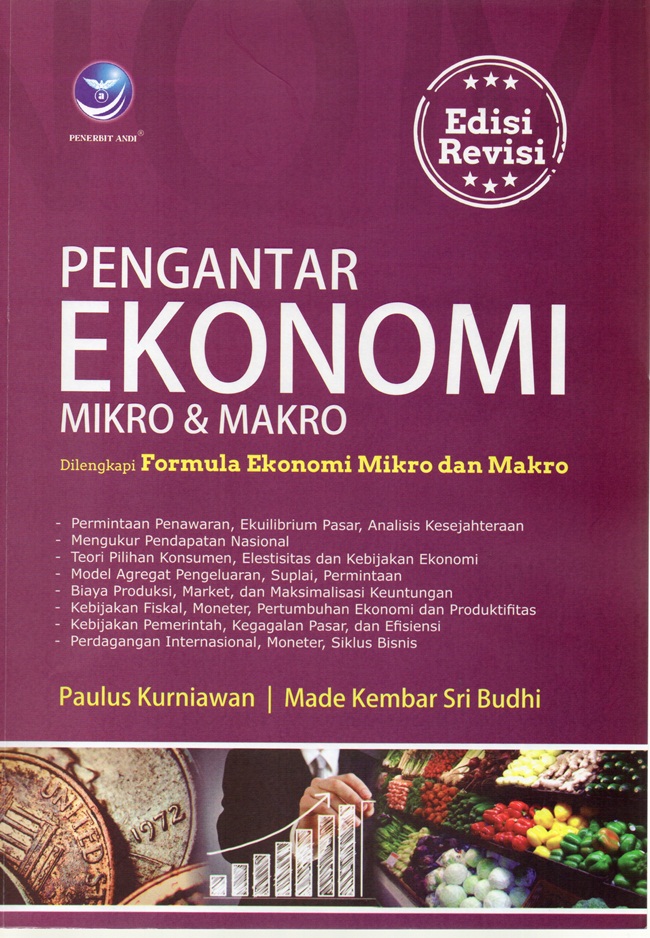 PENERBIT ANDI®
Edisi
Revisi
PENGANTAR
EKONOMI
MIKRO & MAKRO
Dilengkapi Formula Ekonomi Mikro dan Makro
- Permintaan Penawaran, Ekuilibrium Pasar, Analisis Kesejahteraan
- Mengukur Pendapatan Nasional
- Teori Pilihan Konsumen, Elestisitas dan Kebijakan Ekonomi
- Model Agregat Pengeluaran, Suplai, Permintaan
- Biaya Produksi, Market, dan Maksimalisasi Keuntungan
- Kebijakan Fiskal, Moneter, Pertumbuhan Ekonomi dan Produktifitas
- Kebijakan Pemerintah, Kegagalan Pasar, dan Efisiensi
- Perdagangan Internasional, Moneter, Siklus Bisnis
Paulus Kurniawan | Made Kembar Sri Budhi
1972
UNITED ST